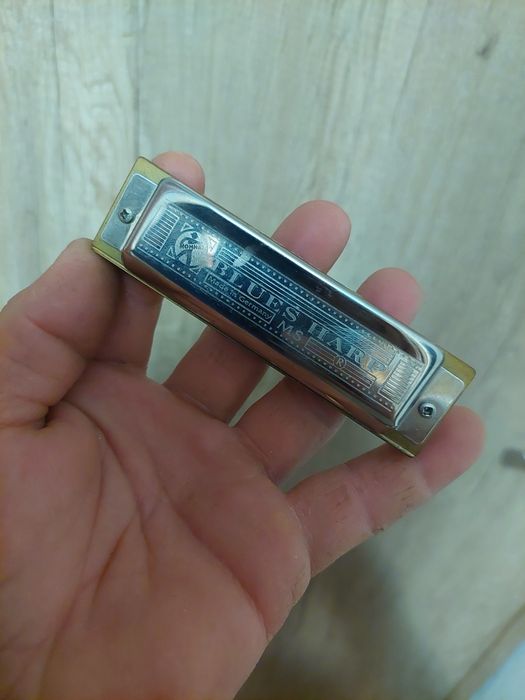 HOHNER
BLUES HARP
Made in Germany
MS
(R)